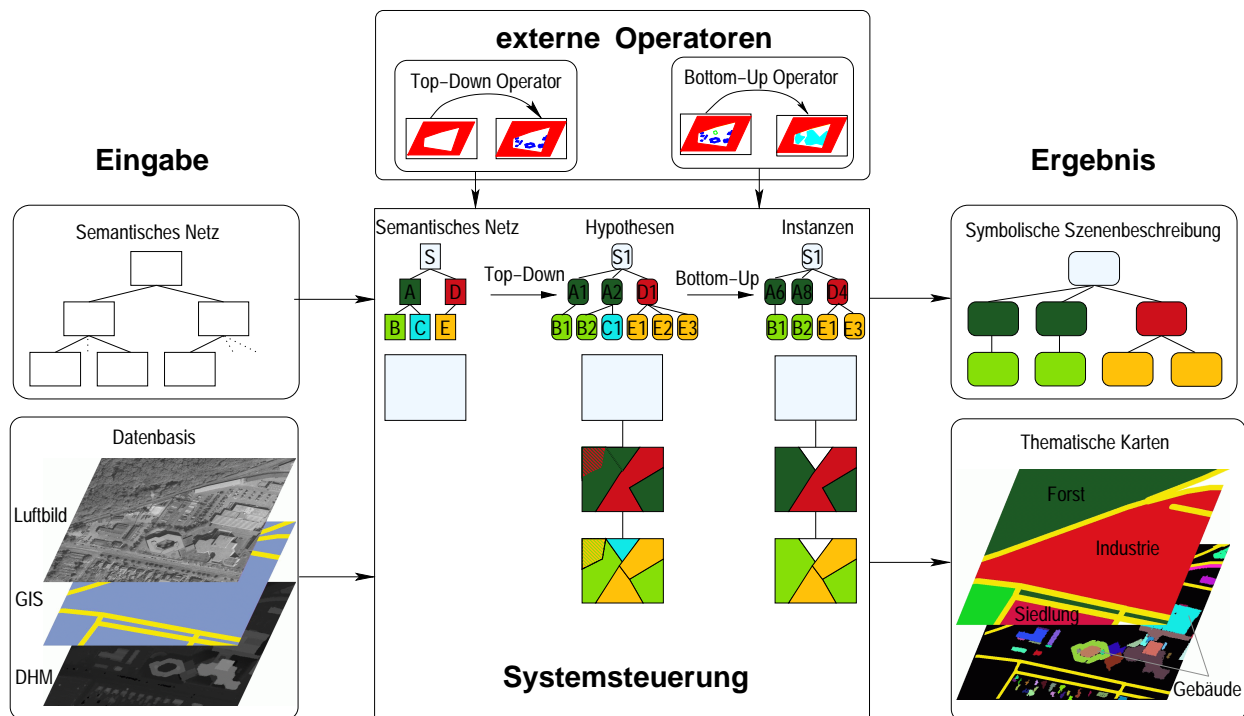 externe Operatoren
Top−Down Operator
Bottom−Up Operator
Eingabe
Ergebnis
Semantisches Netz
Semantisches Netz
Hypothesen
Instanzen
Symbolische Szenenbeschreibung
S
S1
S1
Top−Down
Bottom−Up
A
D
A1
A2
D1
A6
A8
D4
B
C
E
B1
B2
C1
E1
E2
E3
B1
B2
E1
E3
Datenbasis
Luftbild
GIS
DHM
Thematische Karten
Forst
Industrie
Siedlung
Gebäude
Systemsteuerung